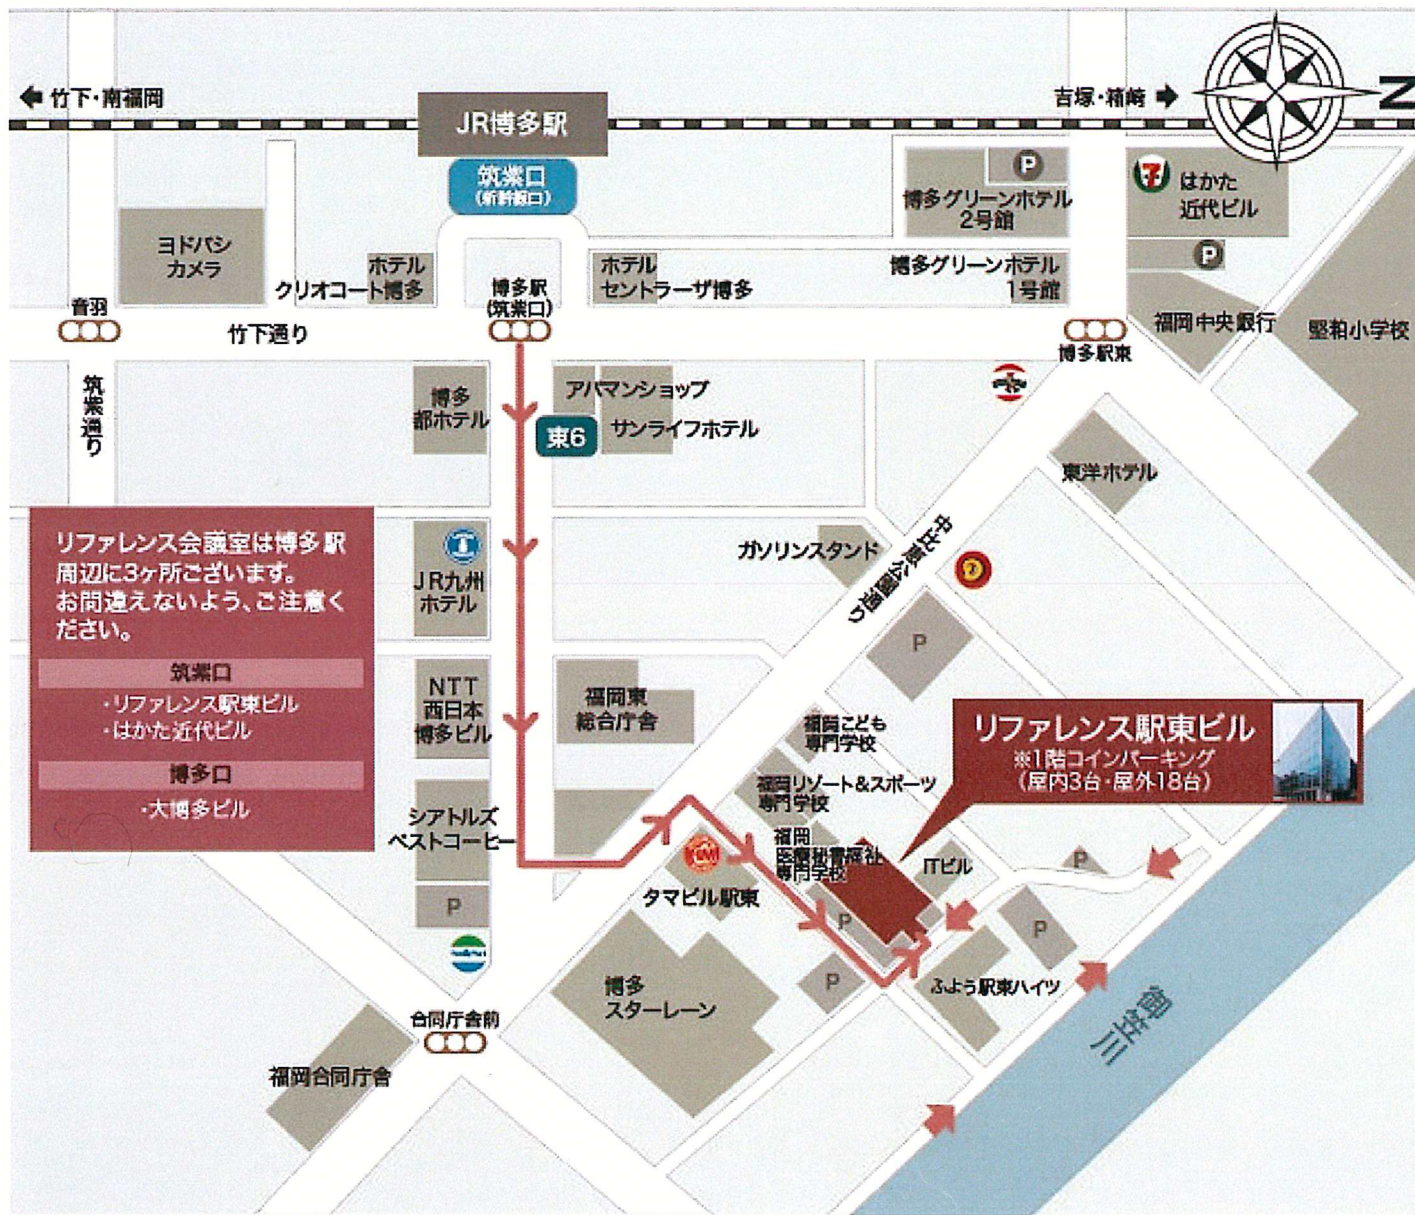 竹下・南福岡
JR博多駅
吉塚・箱崎
N
筑紫口
(新幹線口)
P
博多グリーンホテル
2号館
はかた
近代ビル
P
ヨドバシ
カメラ
ホテル
クリオコート博多
博多駅
(筑紫口)
ホテル
セントラーザ博多
博多グリーンホテル
1号館
音羽
竹下通り
博多駅東
福岡中央銀行
堅粕小学校
筑紫通り
博多
都ホテル
アパマンショップ
サンライフホテル
東6
東洋ホテル
リファレンス会議室は博多駅
周辺に3ヶ所ございます。
お間違えないよう、ご注意く
ださい。
筑紫口
・リファレンス駅東ビル
・はかた近代ビル
博多口
・大博多ビル
JR九州
ホテル
ガソリンスタンド
中比恵公園通り
P
NTT
西日本
博多ビル
福岡東
総合庁舎
福岡こども
専門学校
リファレンス駅東ビル
※1階コインパーキング
(屋内3台・屋外18台)
福岡リゾート&スポーツ
専門学校
シアトルズ
ベストコーヒー
福岡
医療秘書福祉
専門学校
ITビル
P
タマビル駅東
P
P
P
P
博多
スターレーン
ふよう駅東ハイツ
御笠川
合同庁舎前
福岡合同庁舎